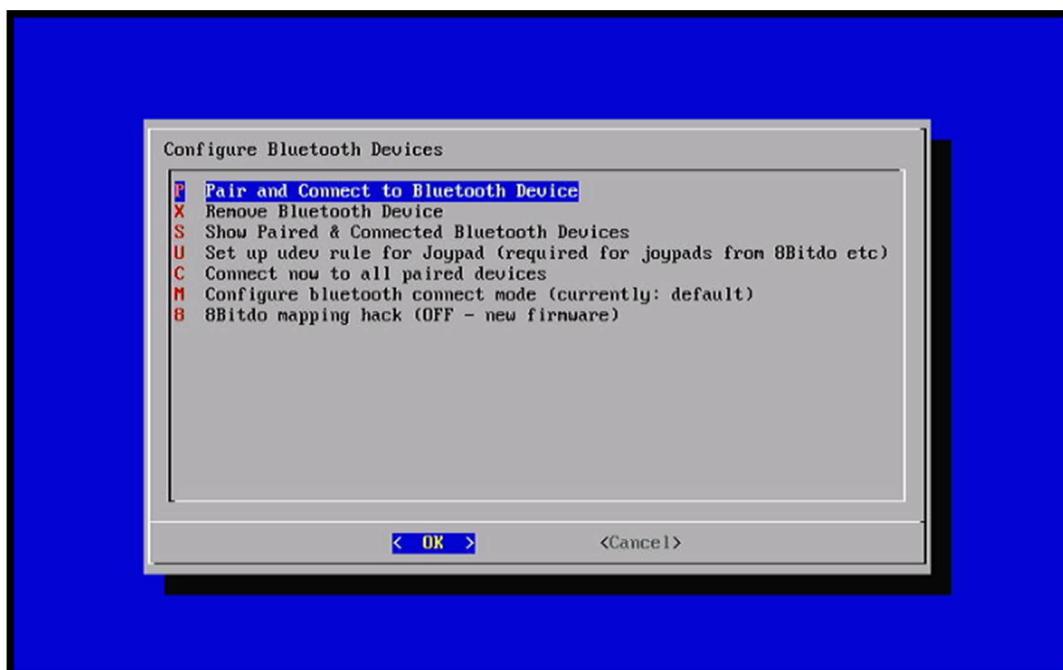 Configure Bluetooth Devices
P Pair and Connect to Bluetooth Device
X Remove Bluetooth Device
S Show Paired & Connected Bluetooth Devices
U Set up udev rule for Joypad (required for joypads from 8Bitdo etc)
C Connect now to all paired devices
M Configure bluetooth connect mode (currently: default)
8 8Bitdo mapping hack (OFF - new firmware)
< OK > <Cancel>